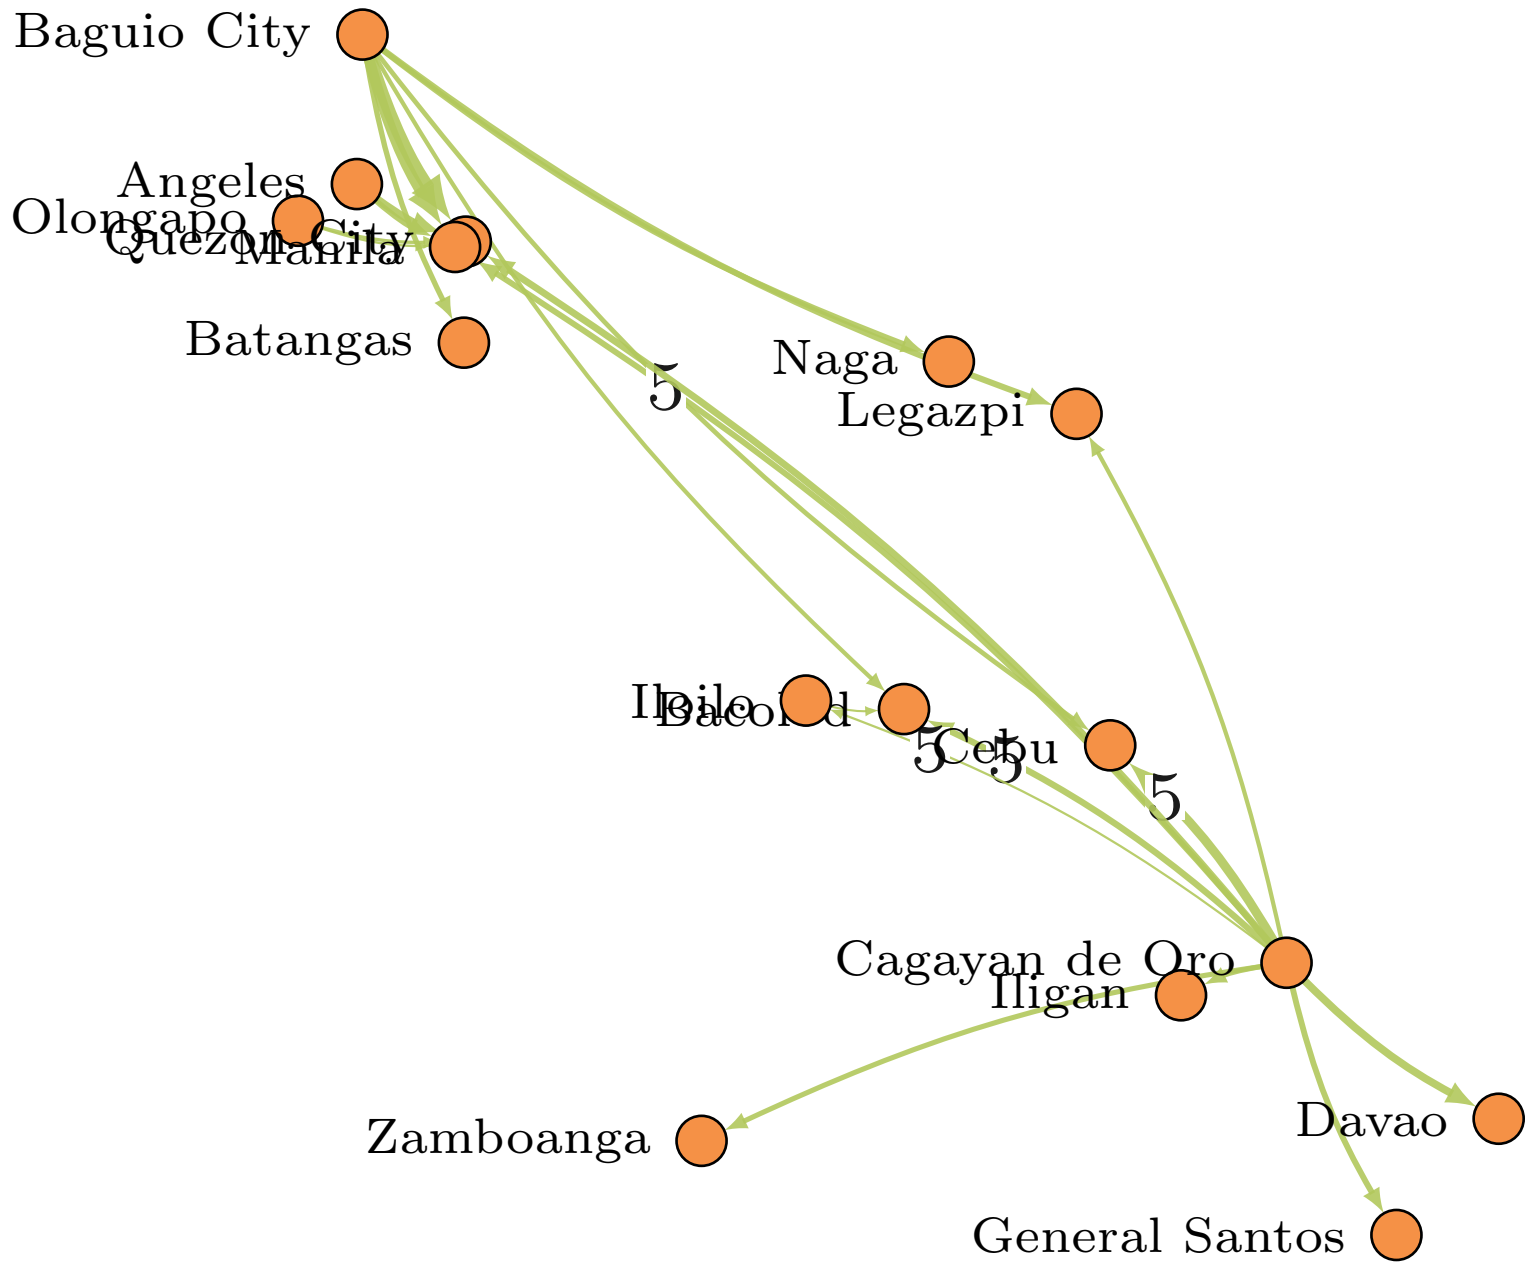 Baguio City
Angeles
Olongapo
Quezon City
Manila
Batangas
Naga
5
Legazpi
Iloilo
Bacolod
5
Cebu
5
5
Cagayan de Oro
Iligan
Davao
Zamboanga
General Santos